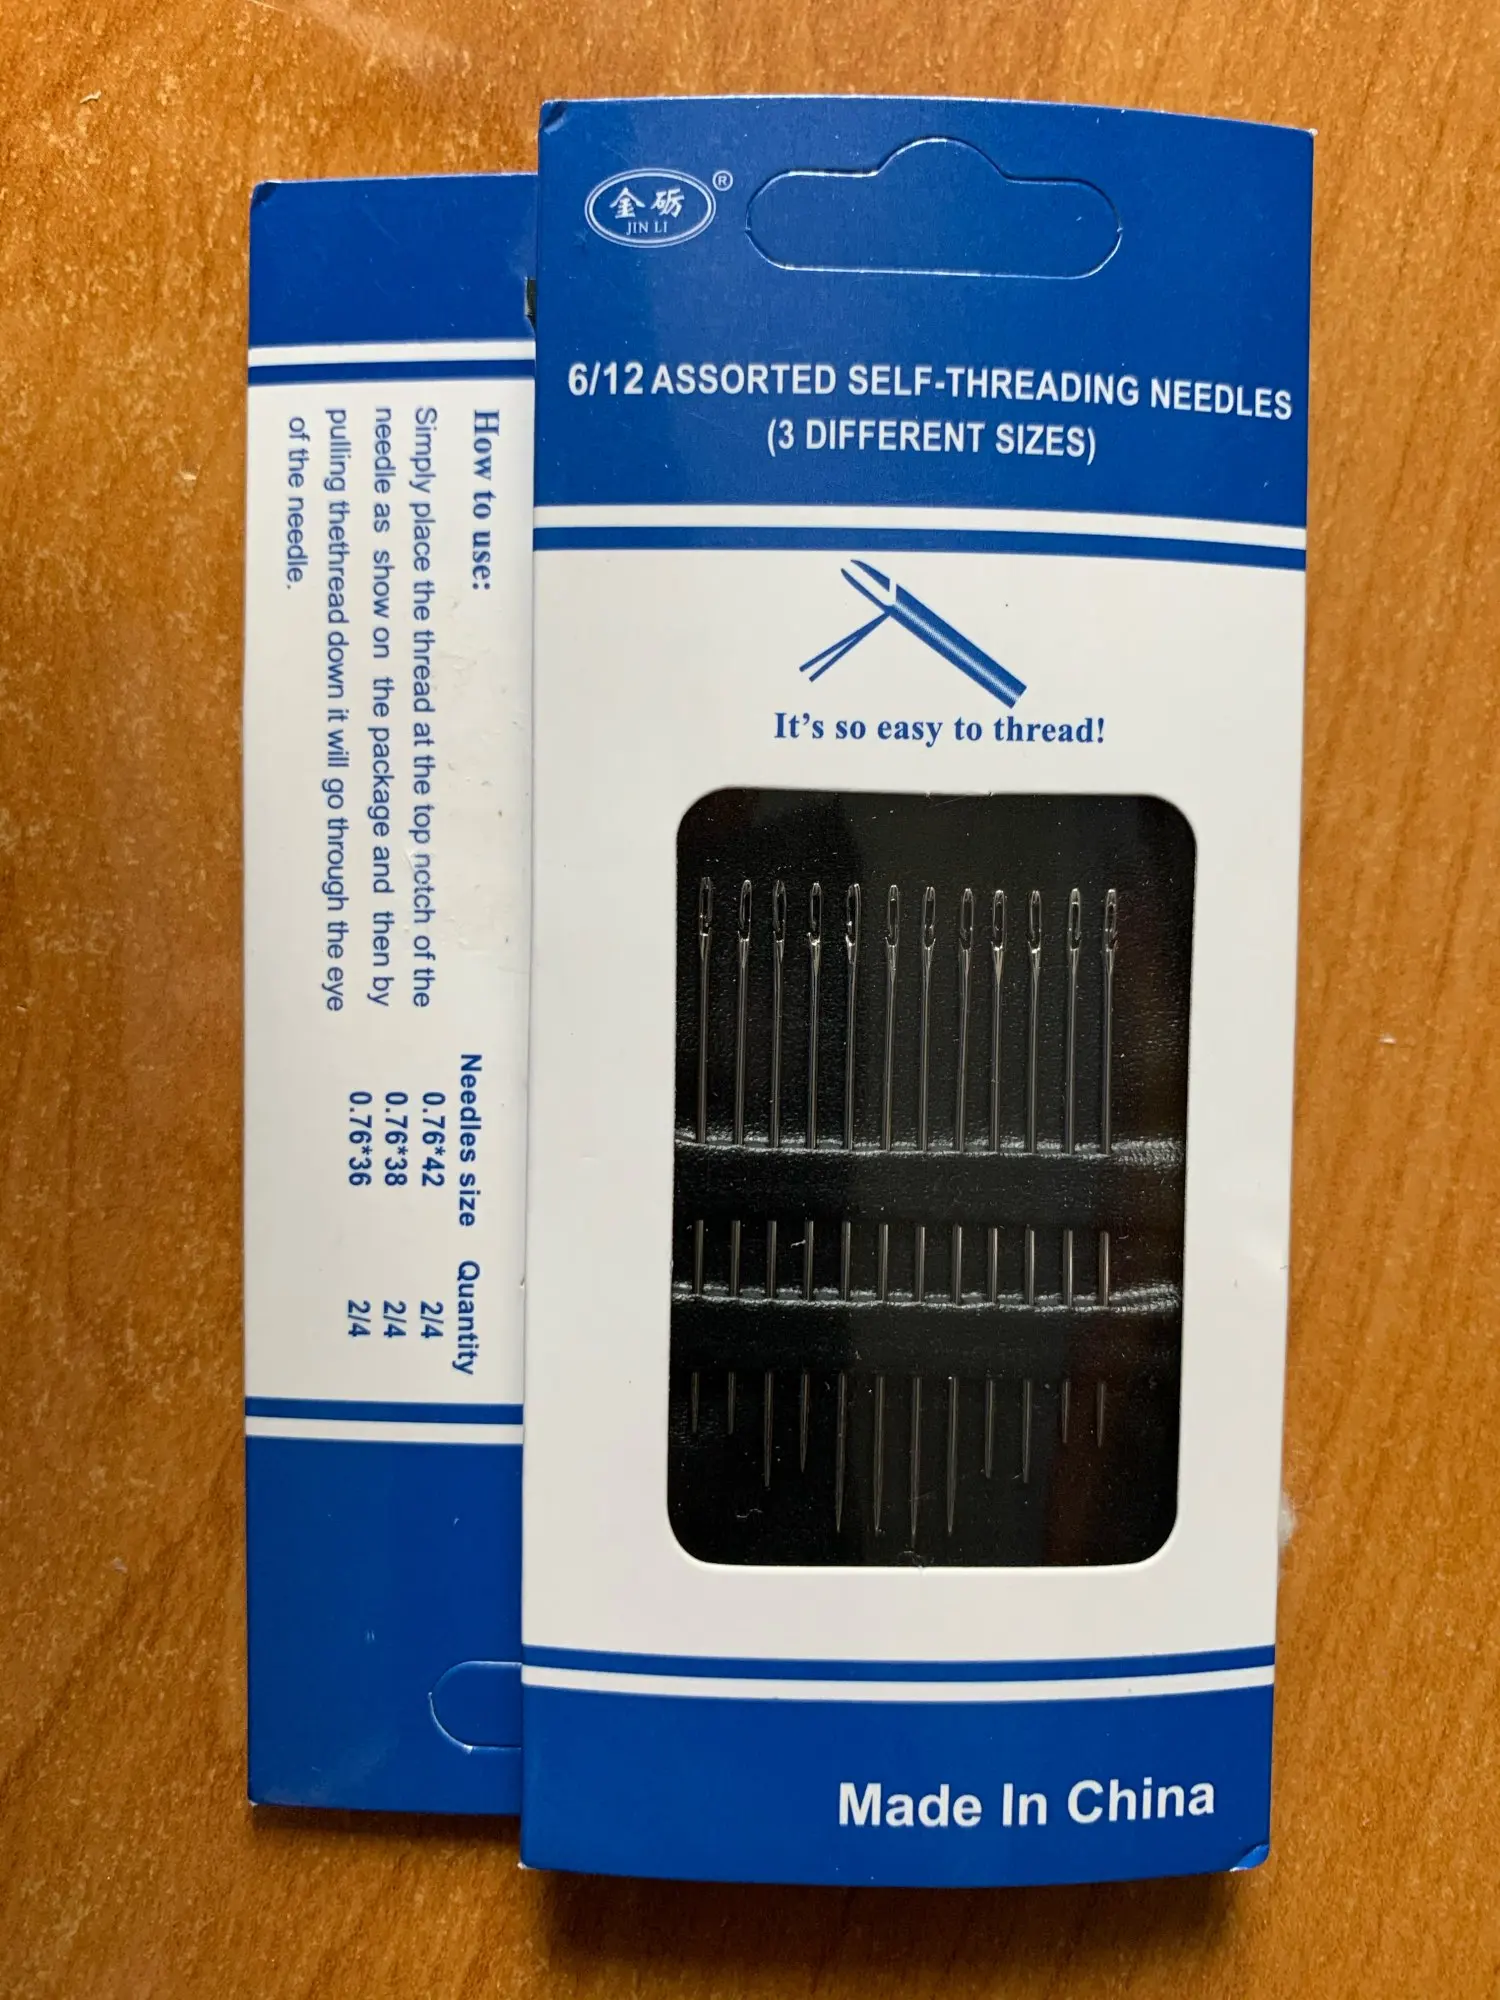 金砺
JIN LI
®
6/12 ASSORTED SELF-THREADING NEEDLES
(3 DIFFERENT SIZES)
It's so easy to thread!
Made In China
How to use:
Simply place the thread at the top notch of the
needle as show on the package and then by
pulling thethread down it will go through the eye
of the needle.
Needles size Quantity
0.76*42 2/4
0.76*38 2/4
0.76*36 2/4